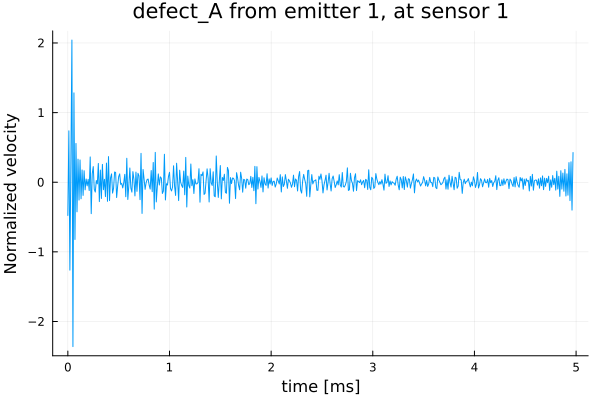 defect_A from emitter 1, at sensor 1
Normalized velocity
2
1
0
−1
−2
0 1 2 3 4 5
time [ms]